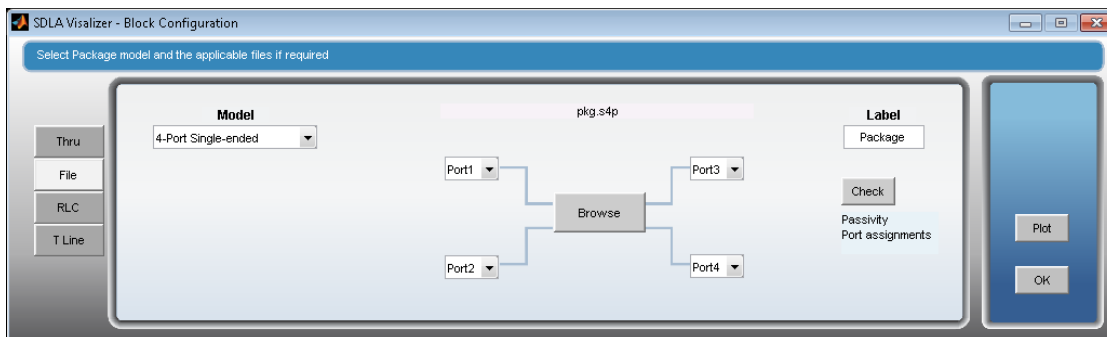 SDLA Visalizer - Block Configuration
Select Package model and the applicable files if required
Thru
File
RLC
T Line
Model
4-Port Single-ended
pkg.s4p
Port1
Port2
Browse
Port3
Port4
Label
Package
Check
Passivity
Port assignments
Plot
OK